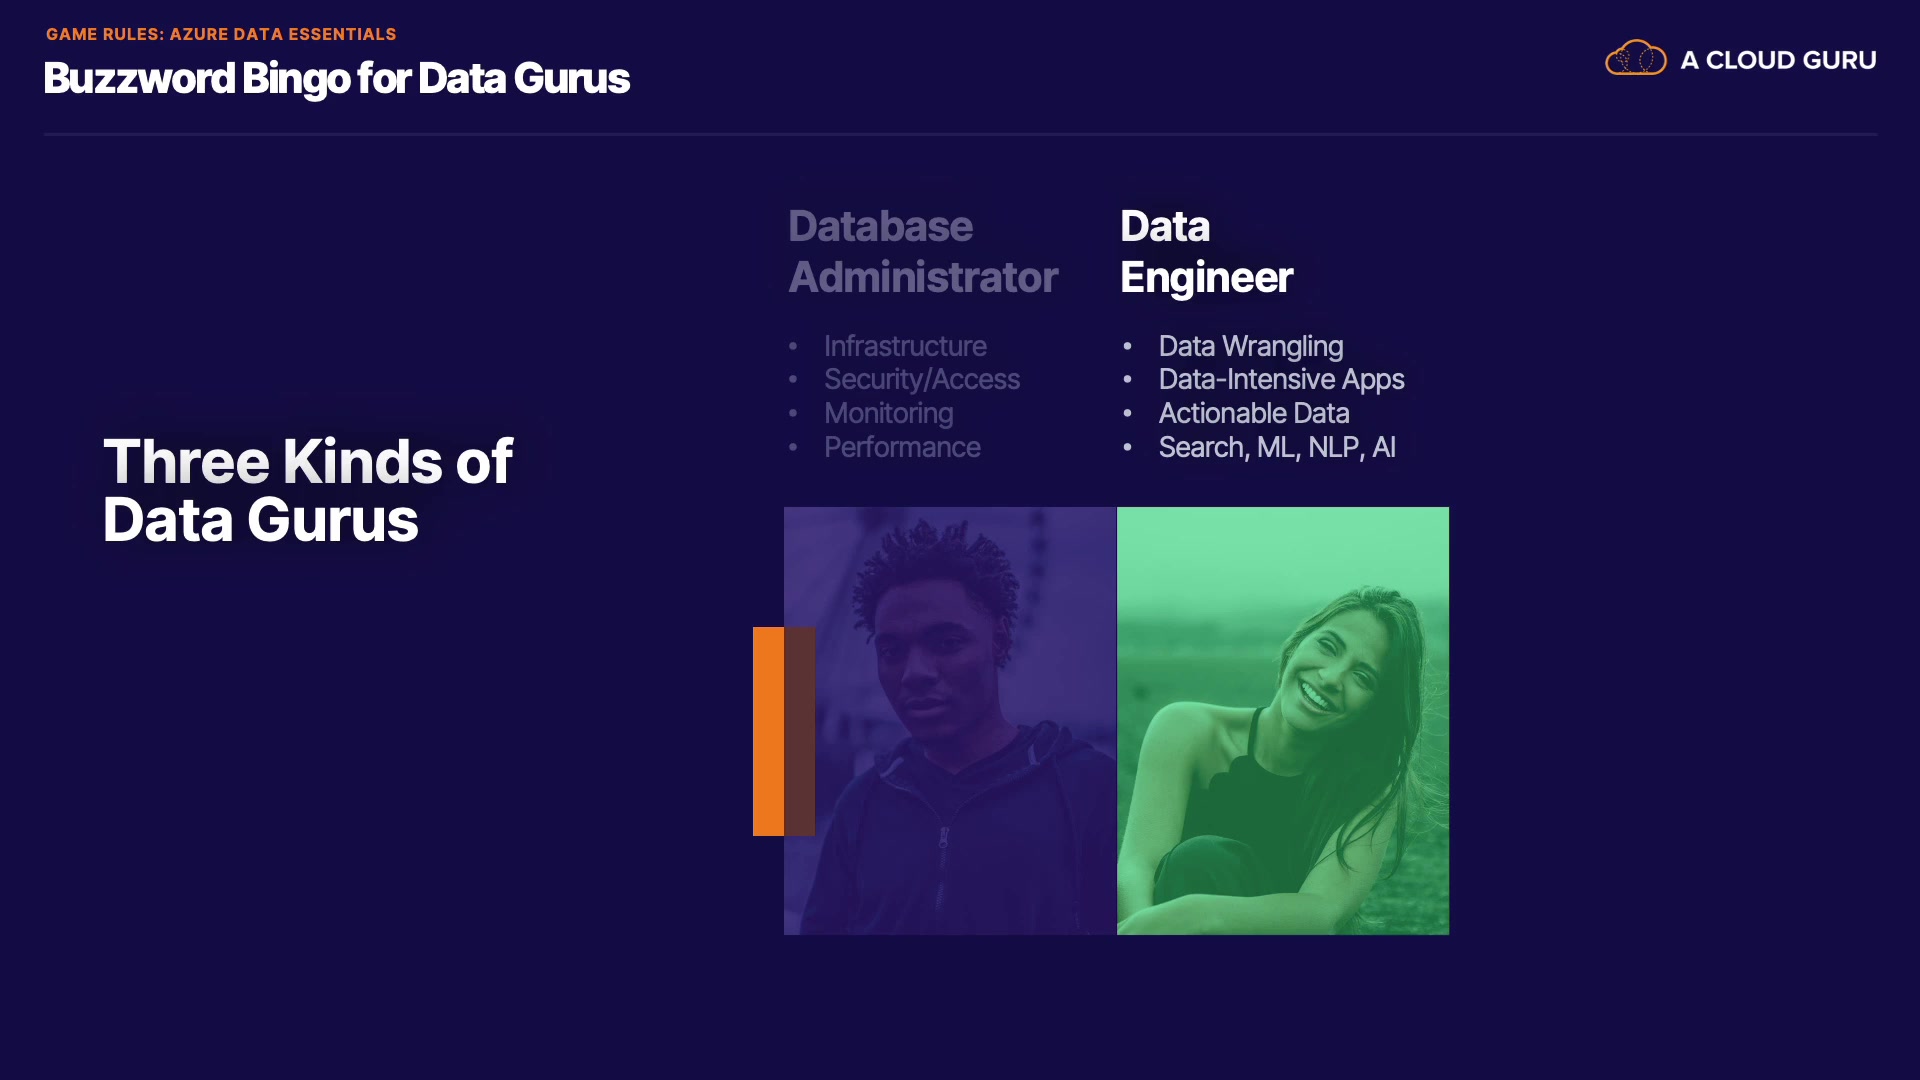 GAME RULES: AZURE DATA ESSENTIALS
Buzzword Bingo for Data Gurus
A CLOUD GURU
Three Kinds of
Data Gurus
Database
Administrator
• Infrastructure
• Security/Access
• Monitoring
• Performance
Data
Engineer
• Data Wrangling
• Data-Intensive Apps
• Actionable Data
• Search, ML, NLP, AI